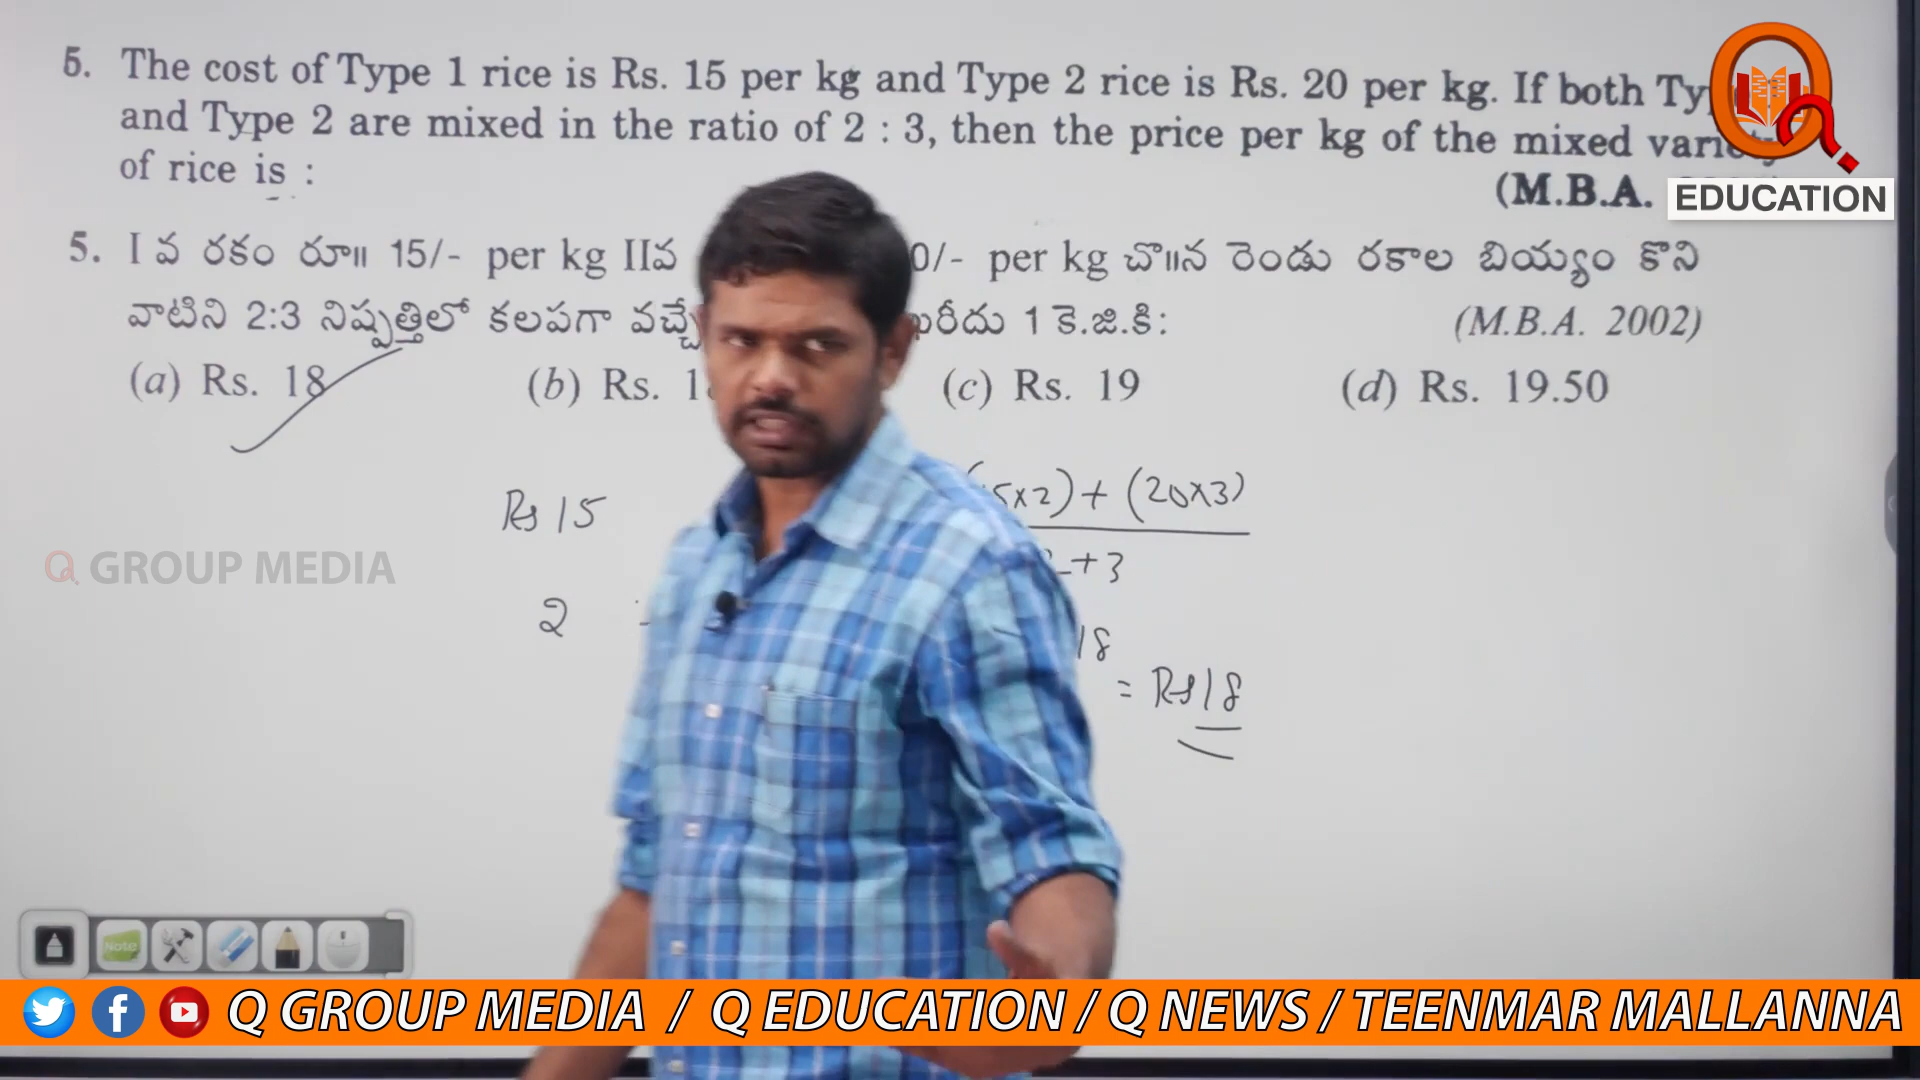 5. The cost of Type 1 rice is Rs. 15 per kg and Type 2 rice is Rs. 20 per kg. If both
and Type 2 are mixed in the ratio of 2 : 3, then the price per kg of the mixed
of rice is :
(M.B.A.
EDUCATION
5. I వ రకం రూ॥ 15/- per kg IIవ 0/- per kg చొ॥న రెండు రకాల బియ్యం కొని
వాటిని 2:3 నిష్పత్తిలో కలపగా వచ్చే 1 కె.జి.కి: (M.B.A. 2002)
(a) Rs. 18 (b) Rs. (c) Rs. 19 (d) Rs. 19.50
5x2) + (20x3)
Rs 15
+3
Q GROUP MEDIA
2
18
= Rs 18
Note
Q GROUP MEDIA / Q EDUCATION / Q NEWS / TEENMAR MALLANNA